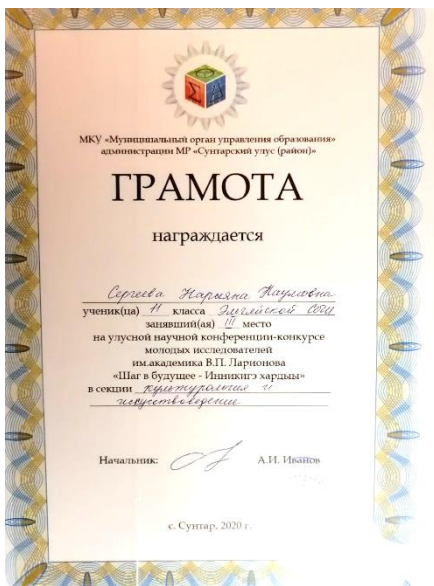 МКУ «Муниципальный орган управления образования»
администрации МР «Сунтарский улус (район)»
ГРАМОТА
награждается
Сергеева Нарыяна Науловна
ученик(ца) 11 класса Эльгяйской СОШ
занявший(ая) III место
на улусной научной конференции-конкурсе
молодых исследователей
им.академика В.П. Ларионова
«Шаг в будущее - Инникигэ хардыы»
в секции культурология и
искусствоведение
Начальник: А.И. Иванов
с. Сунтар, 2020 г.